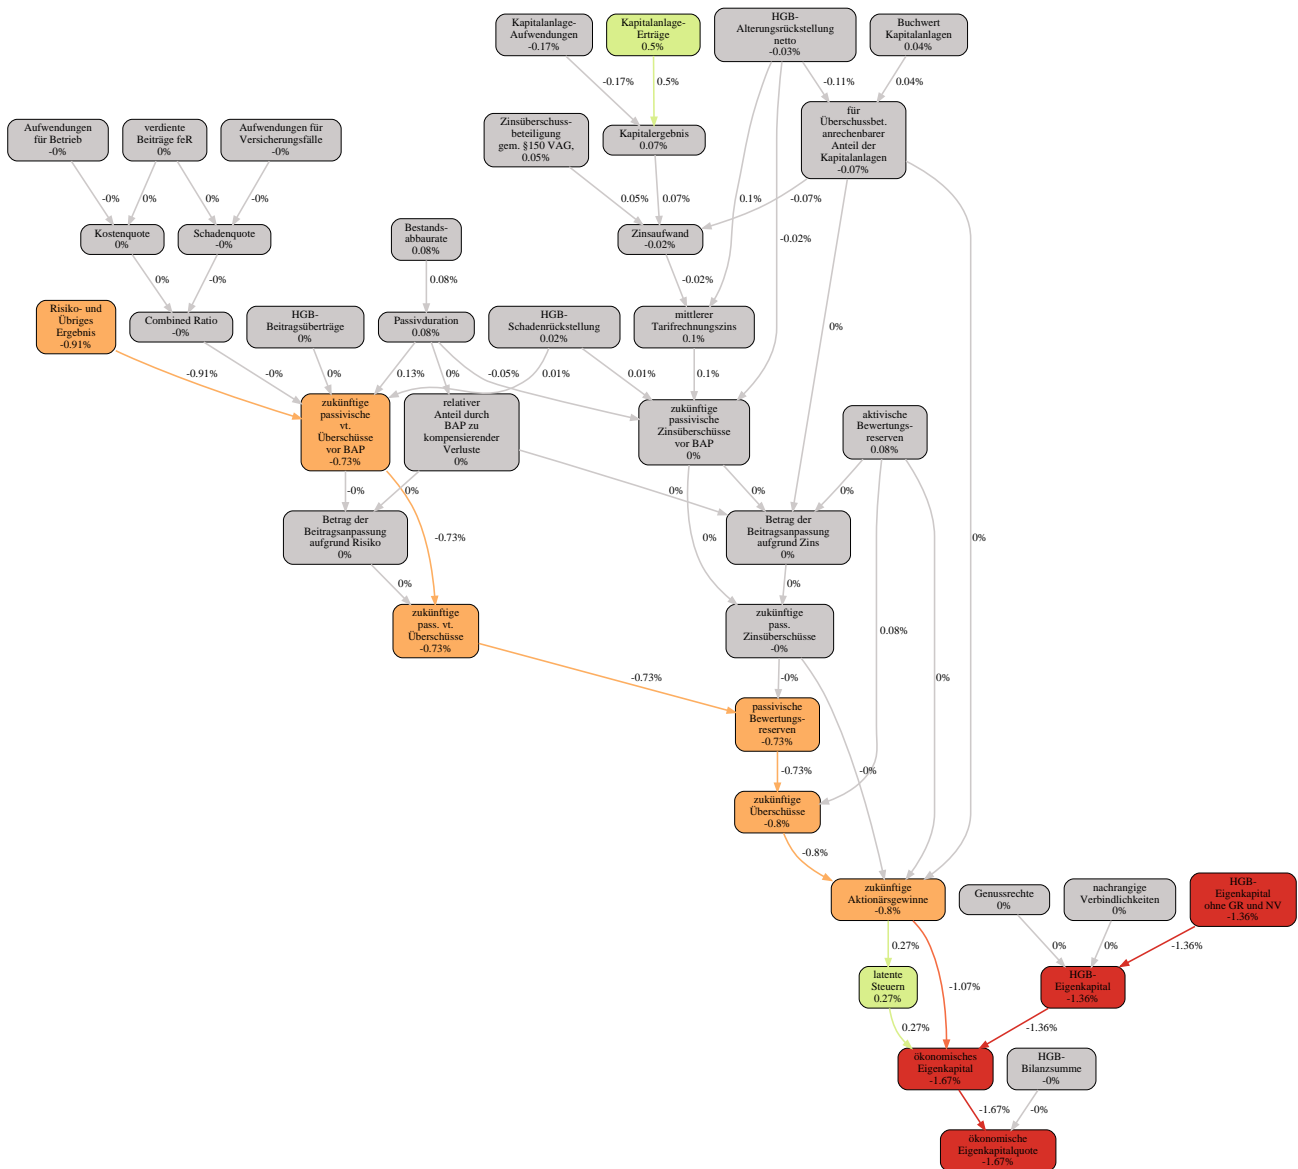 Kapitalanlage-
Aufwendungen
-0.17%
Kapitalanlage-
Erträge
0.5%
HGB-
Alterungsrückstellung
netto
-0.03%
Buchwert
Kapitalanlagen
0.04%
-0.17%
0.5%
-0.11%
0.04%
Aufwendungen
für Betrieb
-0%
verdiente
Beiträge feR
0%
Aufwendungen für
Versicherungsfälle
-0%
Zinsüberschuss-
beteiligung
gem. §150 VAG,
0.05%
Kapitalergebnis
0.07%
für
Überschussbet.
anrechenbarer
Anteil der
Kapitalanlagen
-0.07%
-0%
0%
0%
-0%
0.05%
0.07%
0.1%
-0.07%
Kostenquote
0%
Schadenquote
-0%
Bestands-
abbaurate
0.08%
Zinsaufwand
-0.02%
-0.02%
0%
-0%
0.08%
-0.02%
Risiko- und
Übriges
Ergebnis
-0.91%
Combined Ratio
-0%
HGB-
Beitragsüberträge
0%
Passivduration
0.08%
HGB-
Schadenrückstellung
0.02%
mittlerer
Tarifrechnungszins
0.1%
0%
-0.91%
-0%
0%
0.13%
0%
-0.05%
0.01%
0.01%
0.1%
zukünftige
passivische
vt.
Überschüsse
vor BAP
-0.73%
relativer
Anteil durch
BAP zu
kompensierender
Verluste
0%
zukünftige
passivische
Zinsüberschüsse
vor BAP
0%
aktivische
Bewertungs-
reserven
0.08%
-0%
0%
0%
0%
0%
Betrag der
Beitragsanpassung
aufgrund Risiko
0%
-0.73%
0%
Betrag der
Beitragsanpassung
aufgrund Zins
0%
0%
0%
0%
zukünftige
pass. vt.
Überschüsse
-0.73%
zukünftige
pass.
Zinsüberschüsse
-0%
0.08%
-0.73%
-0%
0%
passivische
Bewertungs-
reserven
-0.73%
-0.73%
-0%
zukünftige
Überschüsse
-0.8%
-0.8%
zukünftige
Aktionärsgewinne
-0.8%
Genussrechte
0%
nachrangige
Verbindlichkeiten
0%
HGB-
Eigenkapital
ohne GR und NV
-1.36%
0.27%
0%
0%
-1.36%
latente
Steuern
0.27%
-1.07%
HGB-
Eigenkapital
-1.36%
0.27%
-1.36%
ökonomisches
Eigenkapital
-1.67%
HGB-
Bilanzsumme
-0%
-1.67%
-0%
ökonomische
Eigenkapitalquote
-1.67%